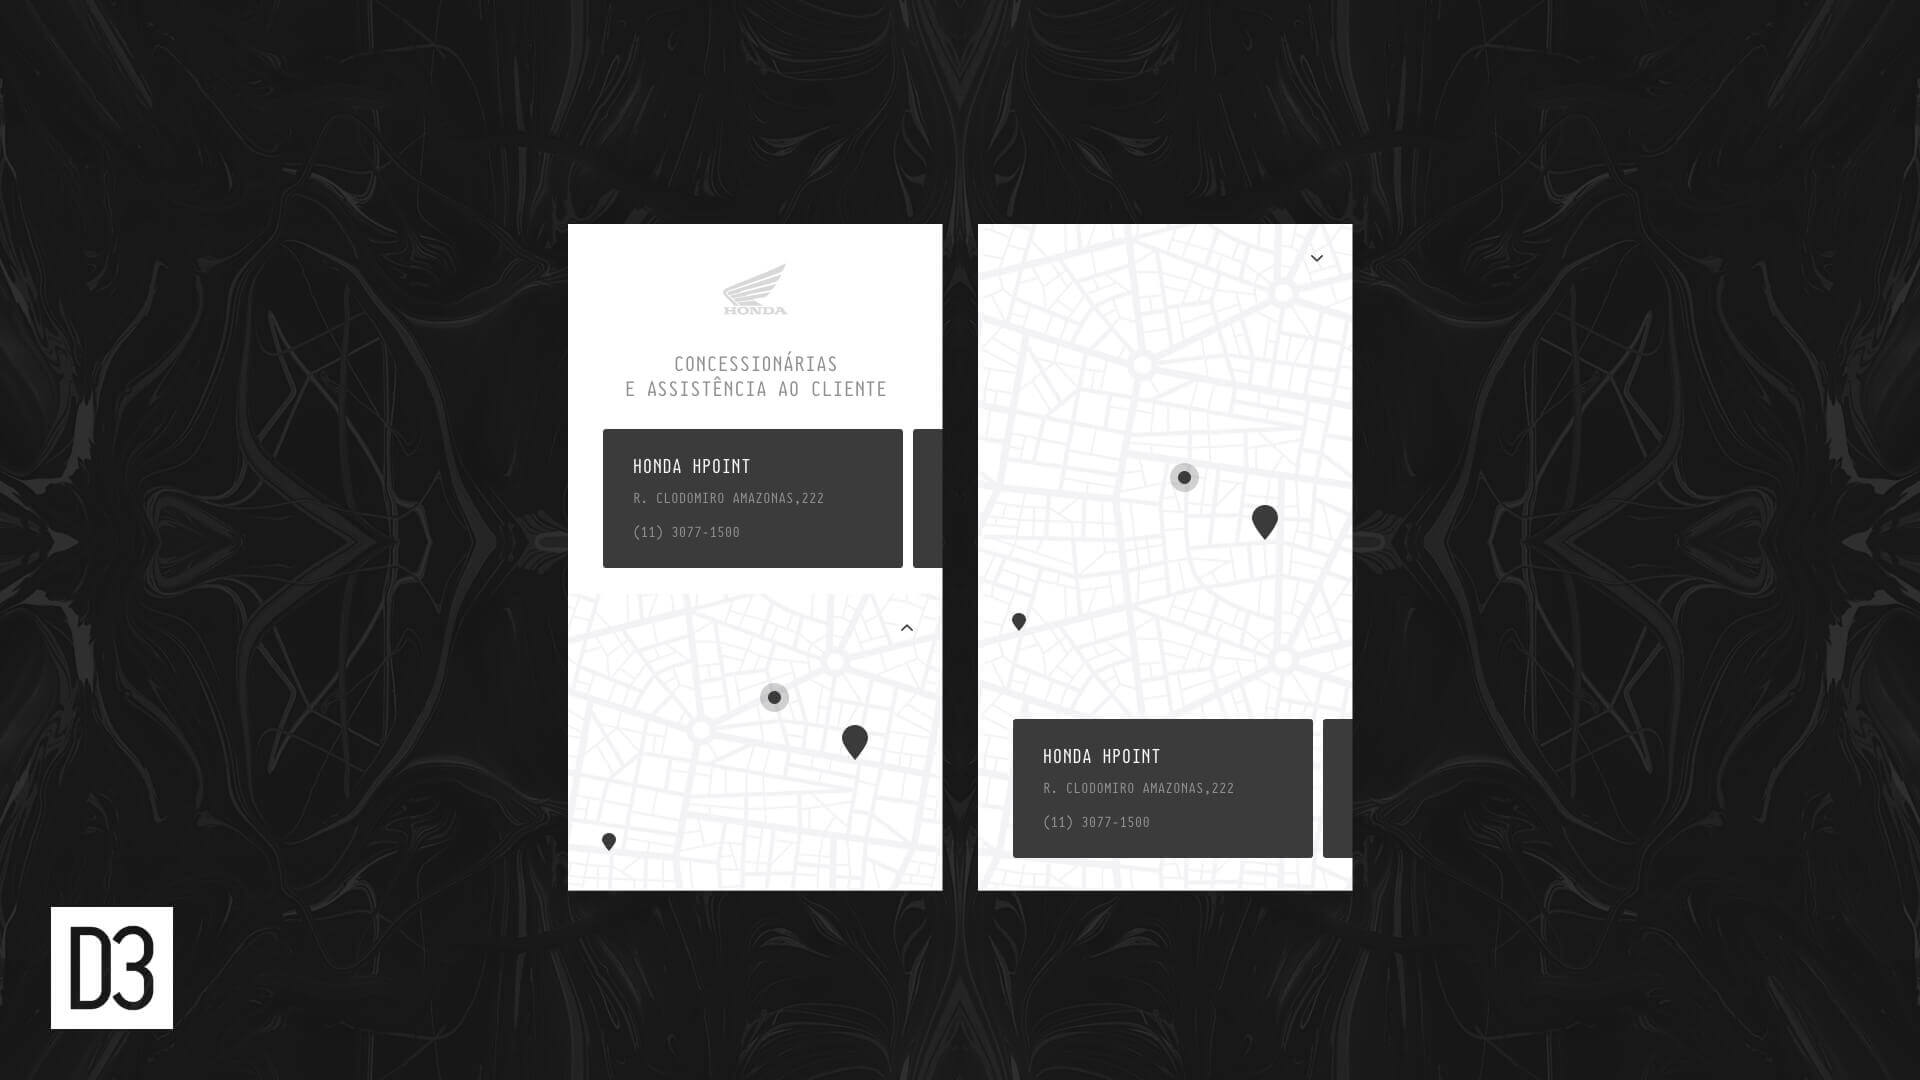 HONDA
CONCESSIONÁRIAS
E ASSISTÊNCIA AO CLIENTE
HONDA HPOINT
R. CLODOMIRO AMAZONAS,222
(11) 3077-1500
HONDA HPOINT
R. CLODOMIRO AMAZONAS,222
(11) 3077-1500
D3